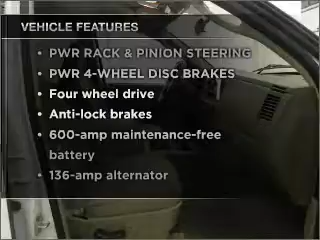 VEHICLE FEATURES
• PWR RACK & PINION STEERING
• PWR 4-WHEEL DISC BRAKES
• Four wheel drive
• Anti-lock brakes
• 600-amp maintenance-free
battery
• 136-amp alternator